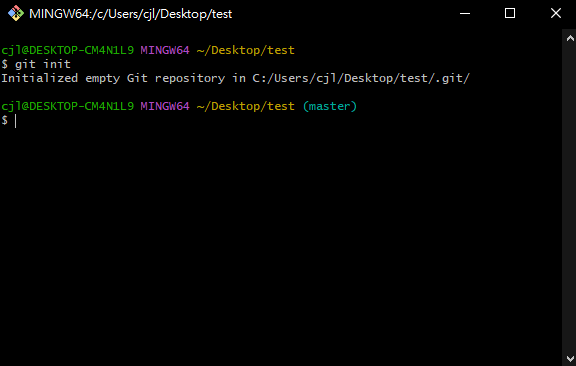 MINGW64:/c/Users/cjl/Desktop/test
cjl@DESKTOP-CM4N1L9 MINGW64 ~/Desktop/test
$ git init
Initialized empty Git repository in C:/Users/cjl/Desktop/test/.git/
cjl@DESKTOP-CM4N1L9 MINGW64 ~/Desktop/test (master)
$